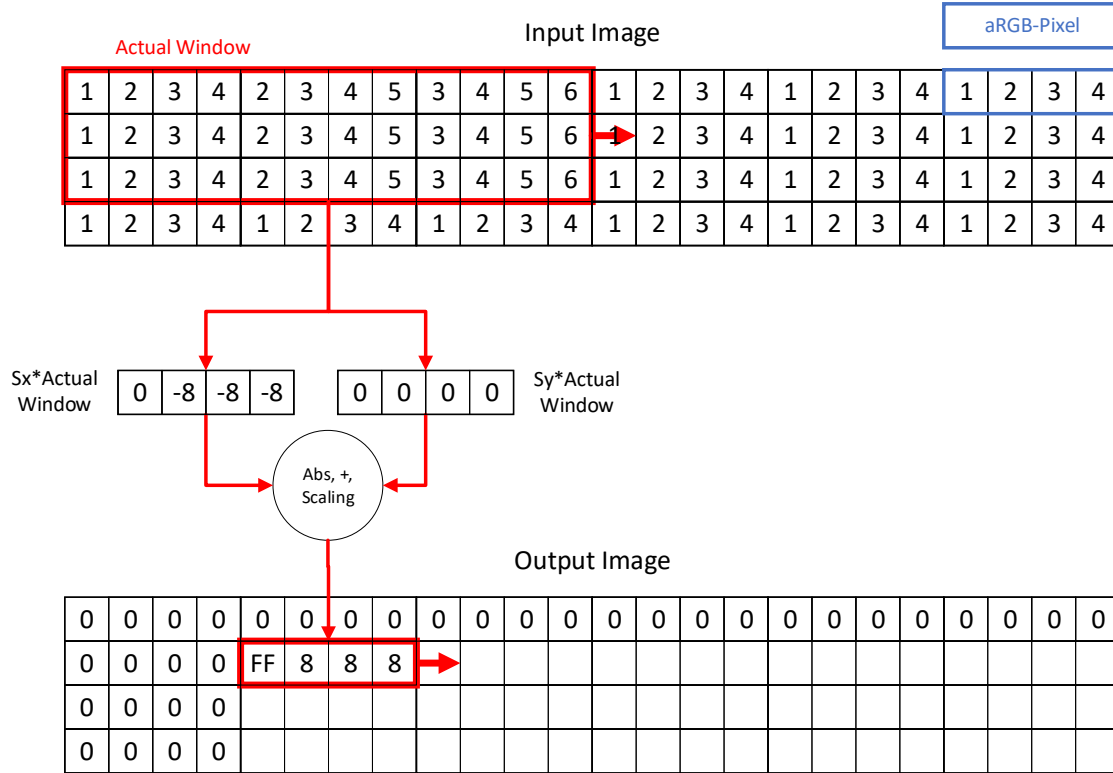 Input Image
aRGB-Pixel
Actual Window
1 2 3 4 2 3 4 5 3 4 5 6 1 2 3 4 1 2 3 4 1 2 3 4
1 2 3 4 2 3 4 5 3 4 5 6 1 2 3 4 1 2 3 4 1 2 3 4
1 2 3 4 2 3 4 5 3 4 5 6 1 2 3 4 1 2 3 4 1 2 3 4
1 2 3 4 1 2 3 4 1 2 3 4 1 2 3 4 1 2 3 4 1 2 3 4
Sx*Actual
Window
0 -8 -8 -8
0 0 0 0
Sy*Actual
Window
Abs, +,
Scaling
Output Image
0 0 0 0 0 0 0 0 0 0 0 0 0 0 0 0 0 0 0 0 0 0 0 0
0 0 0 0 FF 8 8 8
0 0 0 0
0 0 0 0